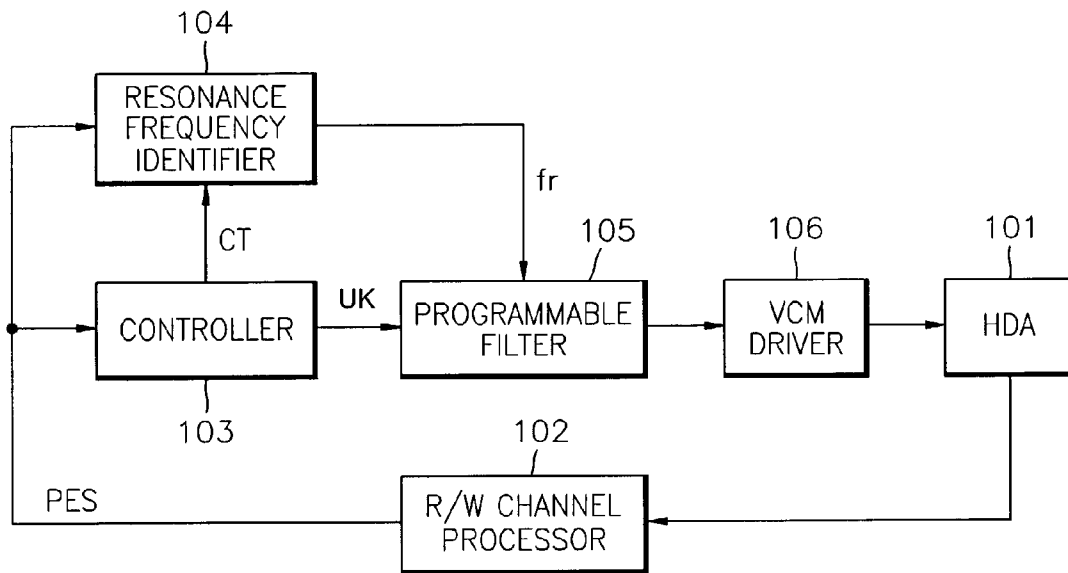 104
RESONANCE
FREQUENCY
IDENTIFIER
fr
CT
105
106
101
UK
CONTROLLER
PROGRAMMABLE
FILTER
VCM
DRIVER
HDA
103
102
PES
R/W CHANNEL
PROCESSOR